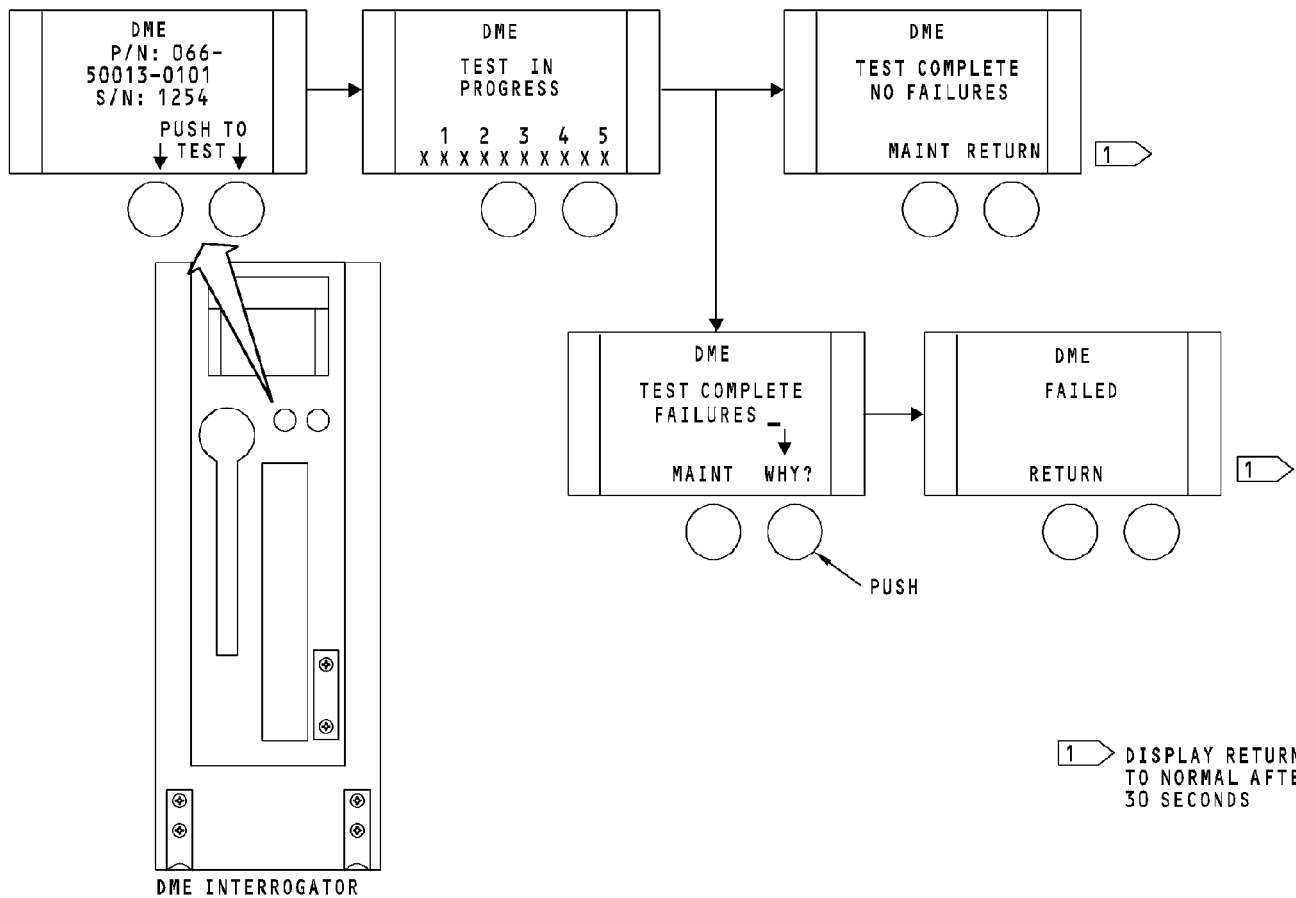 DME
P/N: 066-
50013-0101
S/N: 1254
PUSH TO
TEST
DME
TEST IN
PROGRESS
1 2 3 4 5
X X X X X X X X X X
DME
TEST COMPLETE
NO FAILURES
MAINT RETURN
1
DME
TEST COMPLETE
FAILURES _
MAINT WHY?
PUSH
DME
FAILED
RETURN
1
1 DISPLAY RETURN
TO NORMAL AFTE
30 SECONDS
DME INTERROGATOR